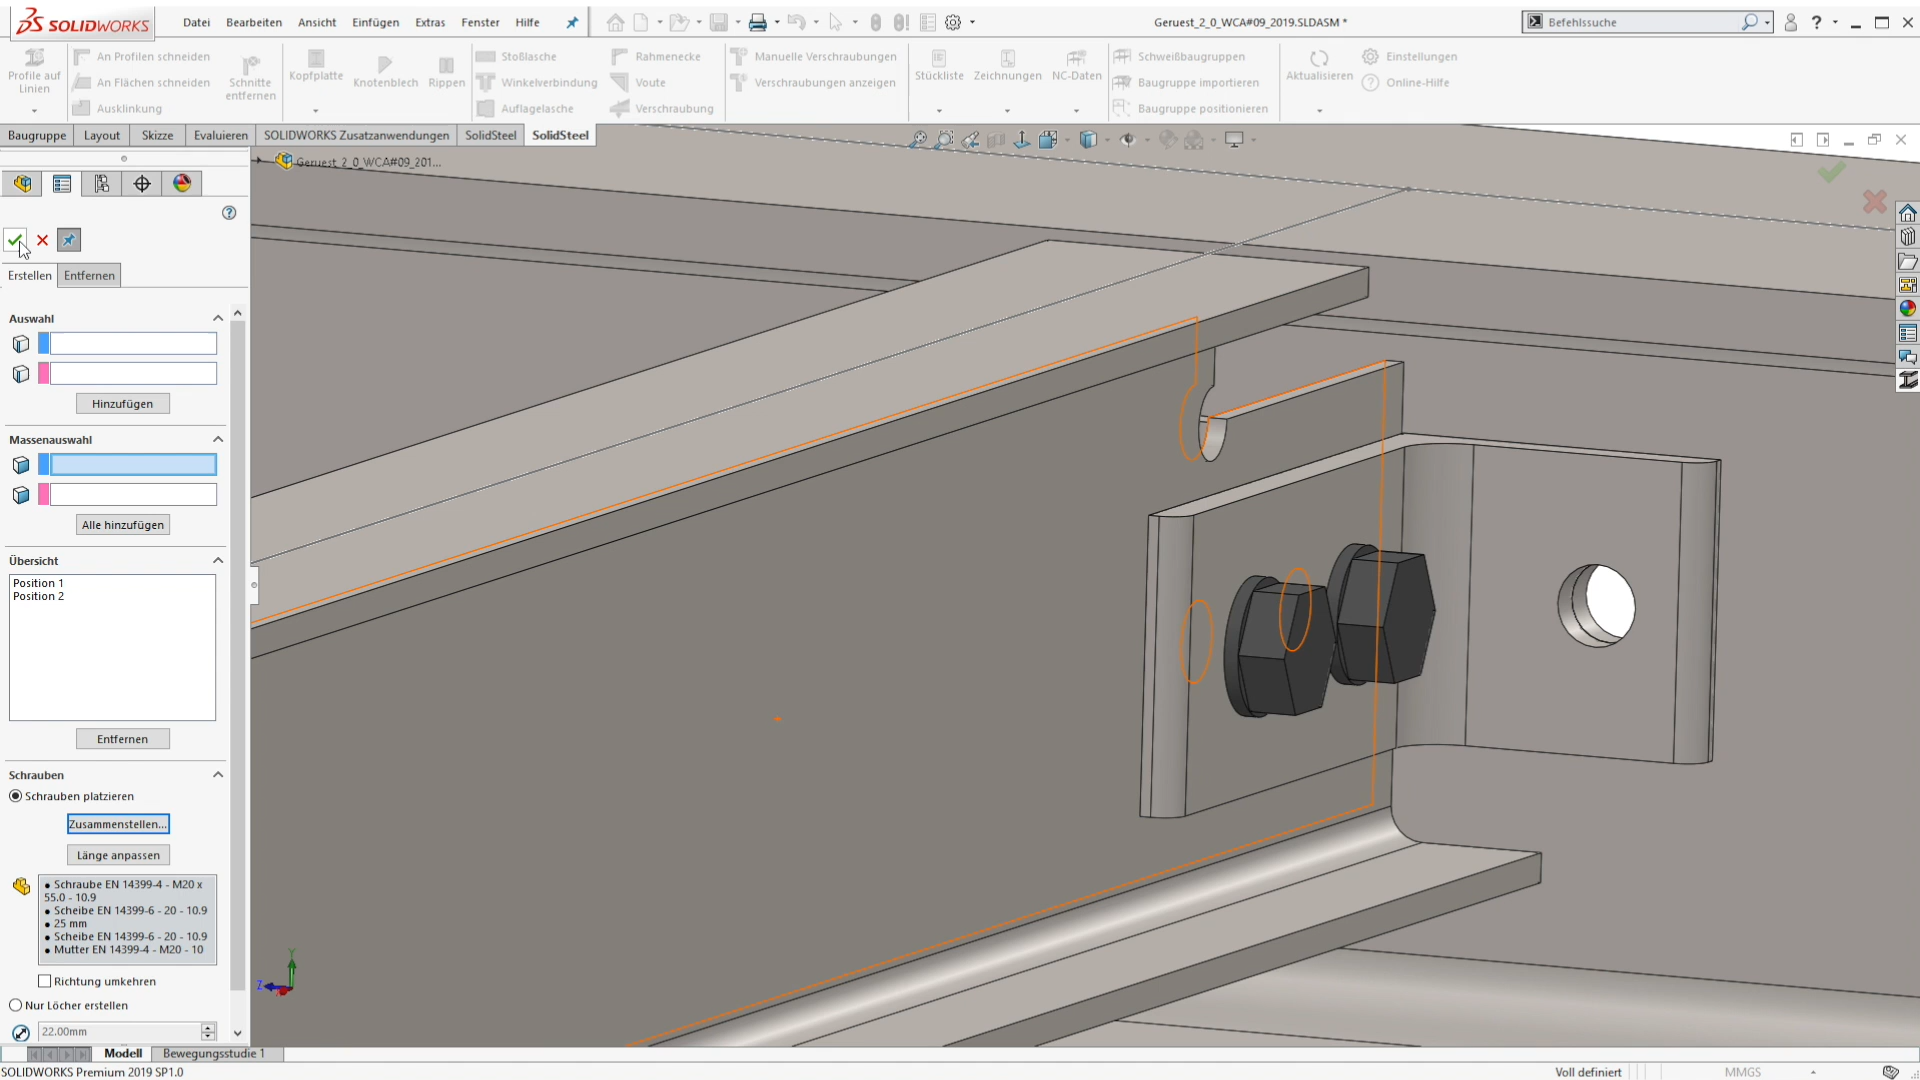 SOLIDWORKS
Datei Bearbeiten Ansicht Einfügen Extras Fenster Hilfe
Geruest_2_0_WCA#09_2019.SLDASM *
Befehlssuche
Profile auf Linien
An Profilen schneiden
An Flächen schneiden
Ausklinkung
Schnitte entfernen
Kopfplatte
Knotenblech
Rippen
Stoßlasche
Winkelverbindung
Auflagelasche
Rahmenecke
Voute
Verschraubung
Manuelle Verschraubungen
Verschraubungen anzeigen
Stückliste
Zeichnungen
NC-Daten
Schweißbaugruppen
Baugruppe importieren
Baugruppe positionieren
Aktualisieren
Einstellungen
Online-Hilfe
Baugruppe Layout Skizze Evaluieren SOLIDWORKS Zusatzanwendungen SolidSteel SolidSteel
Geruest_2_0_WCA#09_201...
Erstellen Entfernen
Auswahl
Hinzufügen
Massenauswahl
Alle hinzufügen
Übersicht
Position 1
Position 2
Entfernen
Schrauben
Schrauben platzieren
Zusammenstellen...
Länge anpassen
• Schraube EN 14399-4 - M20 x
55.0 - 10.9
• Scheibe EN 14399-6 - 20 - 10.9
• 25 mm
• Scheibe EN 14399-6 - 20 - 10.9
• Mutter EN 14399-4 - M20 - 10
Richtung umkehren
Nur Löcher erstellen
22.00mm
Y
Z
Modell Bewegungsstudie 1
SOLIDWORKS Premium 2019 SP1.0
Voll definiert
MMGS